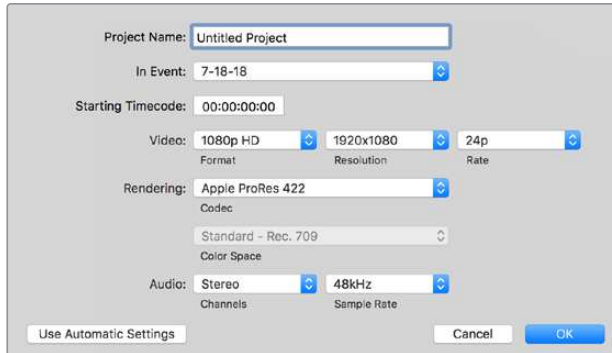 Project Name: Untitled Project
In Event: 7-18-18
Starting Timecode: 00:00:00:00
Video: 1080p HD 1920x1080 24p
Format Resolution Rate
Rendering: Apple ProRes 422
Codec
Standard - Rec. 709
Color Space
Audio: Stereo 48kHz
Channels Sample Rate
Use Automatic Settings Cancel OK